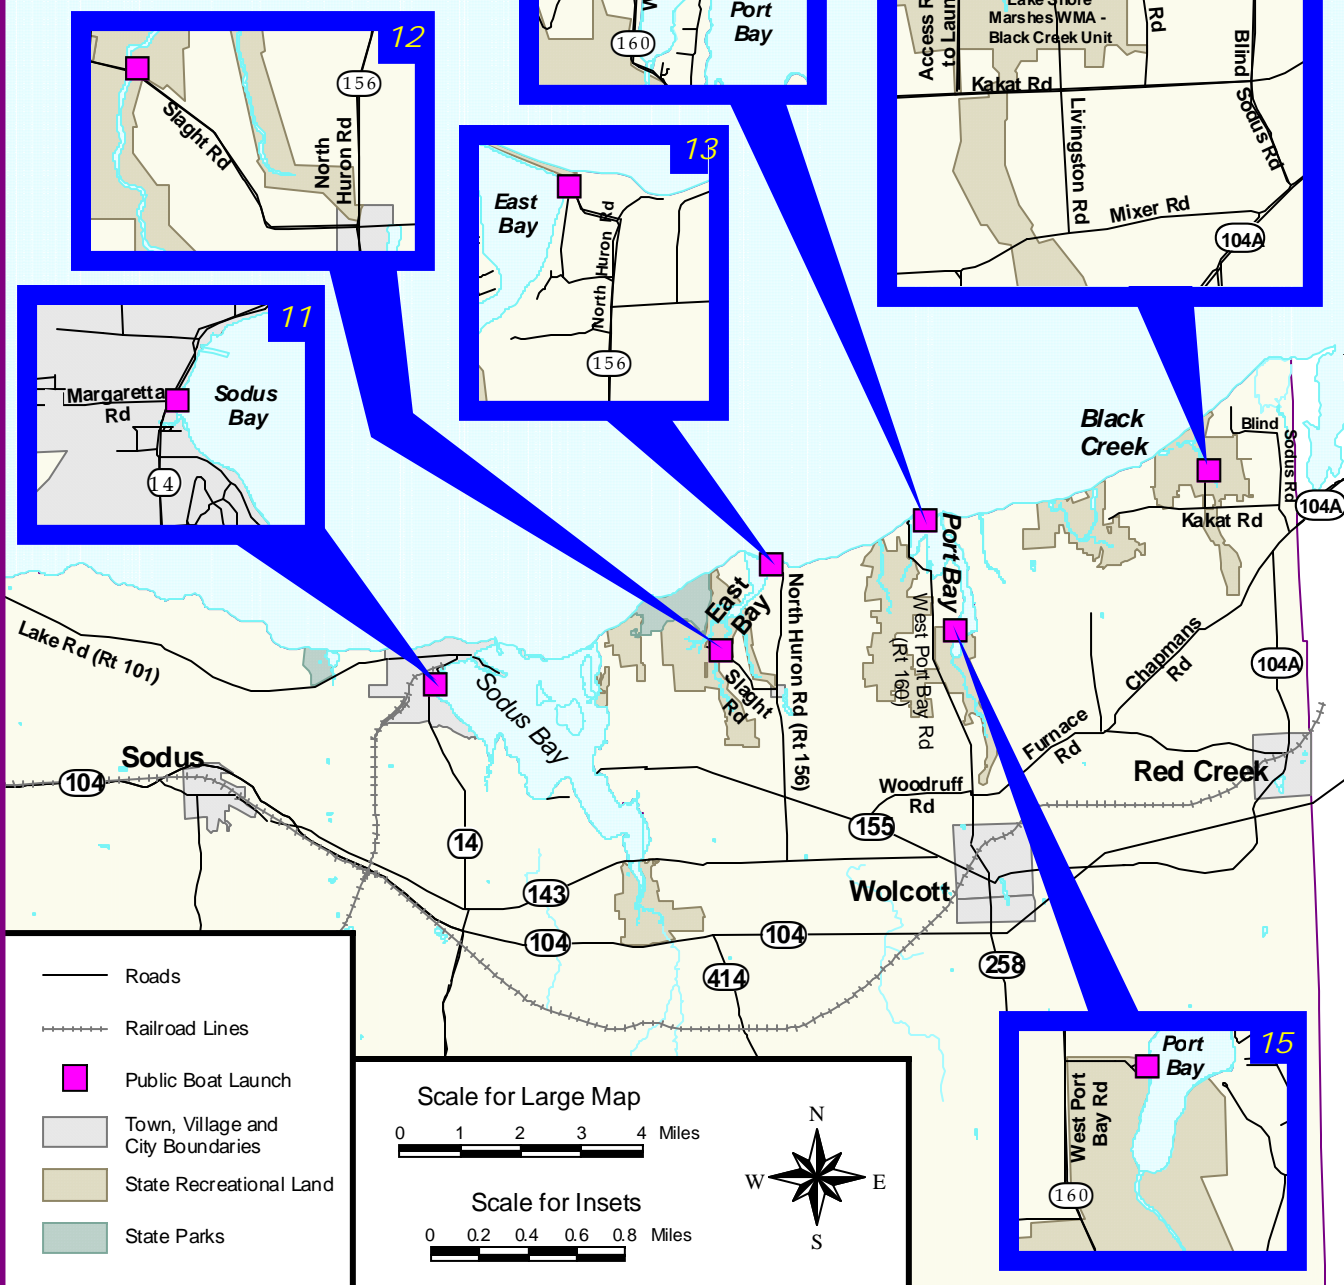 12
156
Slaght Rd
North
Huron Rd
W
Port
Bay
160
Access R
to Laun
Lake Shore
Marshes WMA -
Black Creek Unit
Rd
Kakat Rd
Livingston Rd
Blind Sodus Rd
Mixer Rd
104A
13
East
Bay
North Huron Rd
156
11
Margaretta
Rd
Sodus
Bay
14
Black
Creek
Blind
Sodus Rd
104A
Kakat Rd
Port Bay
East
Bay
North Huron Rd (Rt 156)
West Port Bay Rd
(Rt 160)
Slaght
Rd
Lake Rd (Rt 101)
Sodus Bay
Chapmans
Rd
104A
Furnace
Rd
Sodus
104
Red Creek
Woodruff
Rd
155
14
143
Wolcott
104
104
414
258
Roads
Railroad Lines
Public Boat Launch
Town, Village and
City Boundaries
State Recreational Land
State Parks
Scale for Large Map
0 1 2 3 4 Miles
Scale for Insets
0 0.2 0.4 0.6 0.8 Miles
N
W E
S
15
Port
Bay
West Port
Bay Rd
160